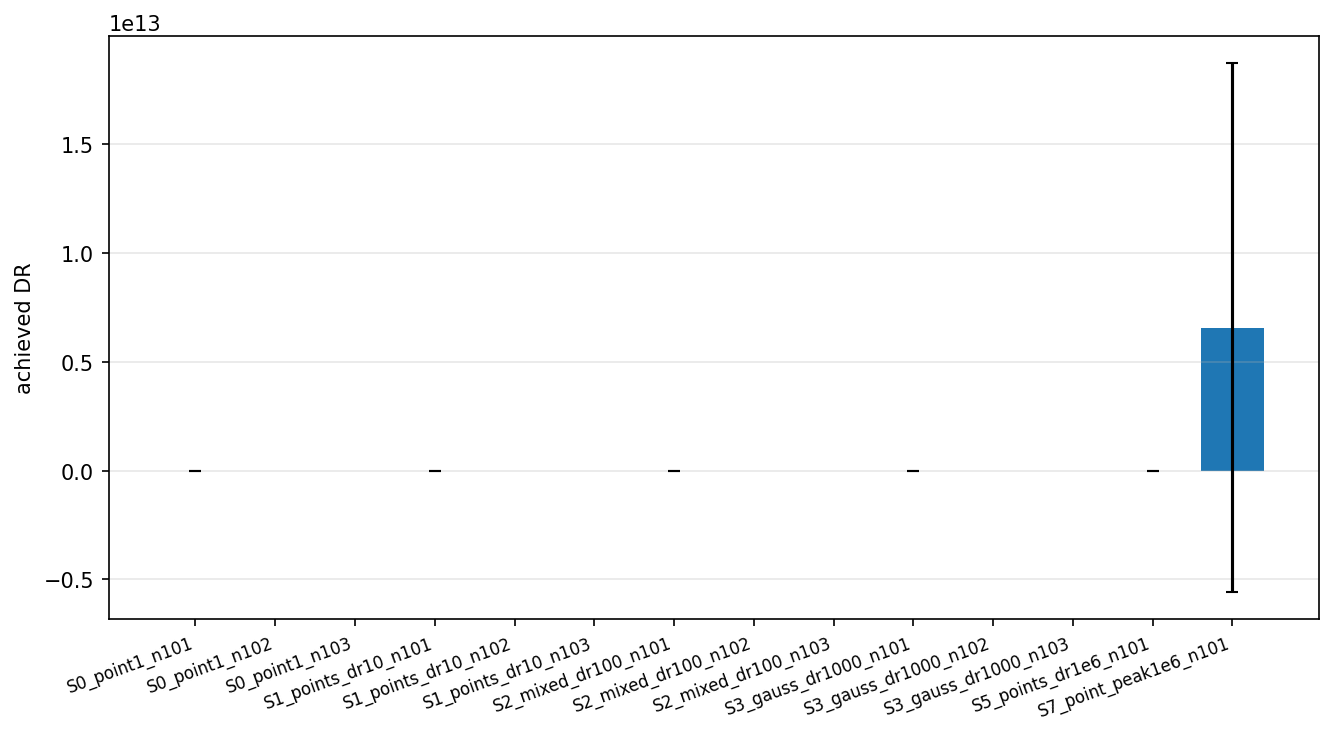 1e13
achieved DR
1.5
1.0
0.5
0.0
−0.5
S0_point1_n101
S0_point1_n102
S0_point1_n103
S1_points_dr10_n101
S1_points_dr10_n102
S1_points_dr10_n103
S2_mixed_dr100_n101
S2_mixed_dr100_n102
S2_mixed_dr100_n103
S3_gauss_dr1000_n101
S3_gauss_dr1000_n102
S3_gauss_dr1000_n103
S5_points_dr1e6_n101
S7_point_peak1e6_n101